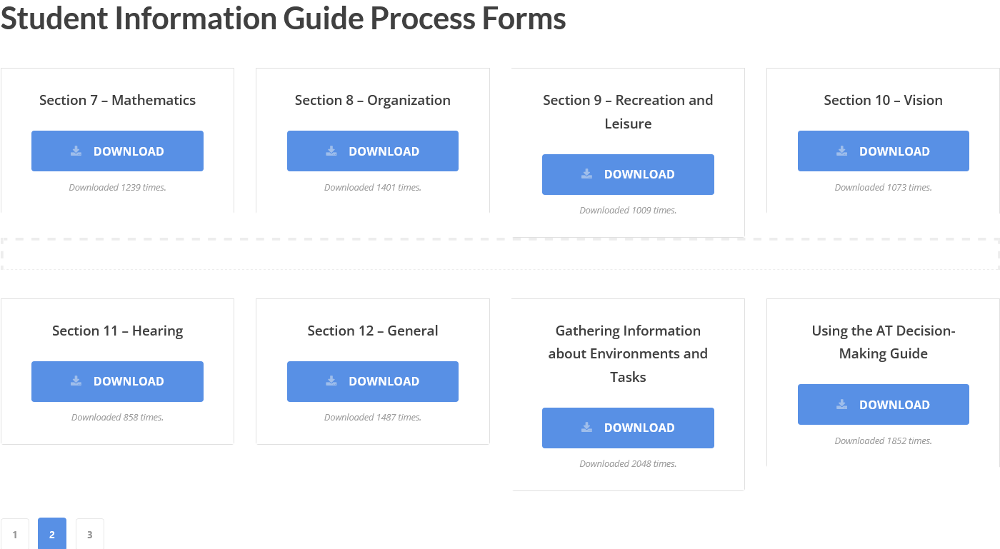 Student Information Guide Process Forms
Section 7 – Mathematics
DOWNLOAD
Downloaded 1239 times.
Section 8 – Organization
DOWNLOAD
Downloaded 1401 times.
Section 9 – Recreation and
Leisure
DOWNLOAD
Downloaded 1009 times.
Section 10 – Vision
DOWNLOAD
Downloaded 1073 times.
Section 11 – Hearing
DOWNLOAD
Downloaded 858 times.
Section 12 – General
DOWNLOAD
Downloaded 1487 times.
Gathering Information
about Environments and
Tasks
DOWNLOAD
Downloaded 2048 times.
Using the AT Decision-
Making Guide
DOWNLOAD
Downloaded 1852 times.
1 2 3